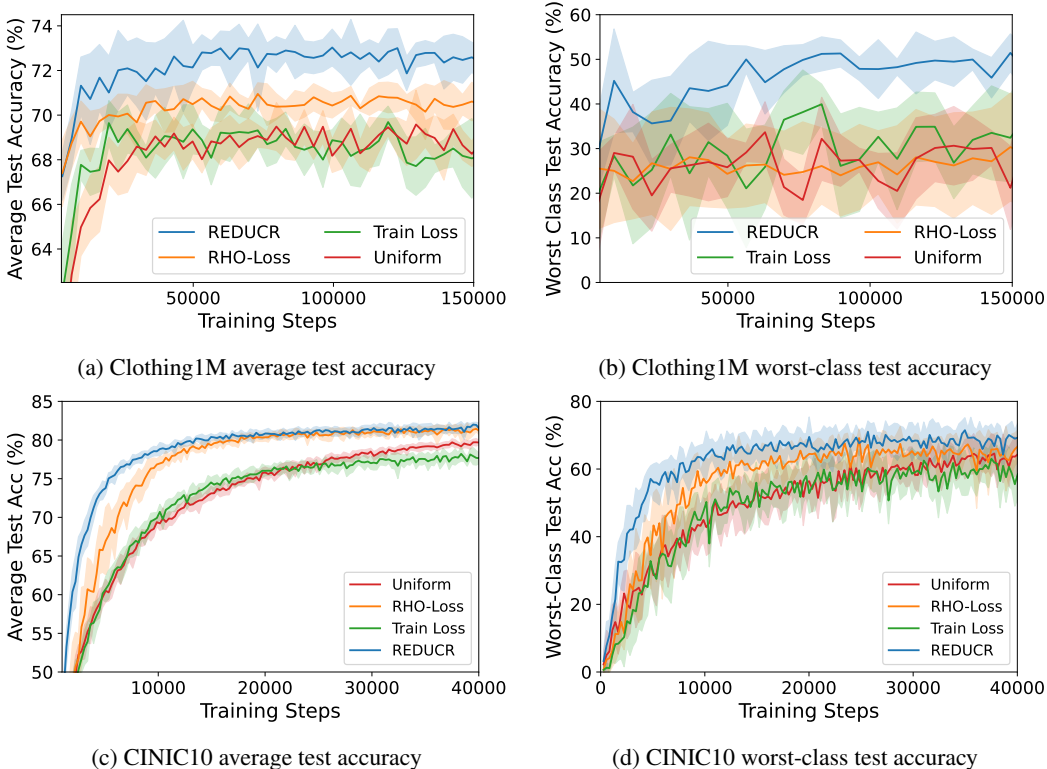 Average Test Accuracy (%)
74
72
70
68
66
64
REDUCR
RHO-Loss
Train Loss
Uniform
50000
100000
150000
Training Steps
(a) Clothing1M average test accuracy
Worst Class Test Accuracy (%)
60
50
40
30
20
10
0
REDUCR
Train Loss
RHO-Loss
Uniform
50000
100000
150000
Training Steps
(b) Clothing1M worst-class test accuracy
Average Test Acc (%)
85
80
75
70
65
60
55
50
Uniform
RHO-Loss
Train Loss
REDUCR
10000
20000
30000
40000
Training Steps
(c) CINIC10 average test accuracy
Worst-Class Test Acc (%)
80
60
40
20
0
Uniform
RHO-Loss
Train Loss
REDUCR
0
10000
20000
30000
40000
Training Steps
(d) CINIC10 worst-class test accuracy